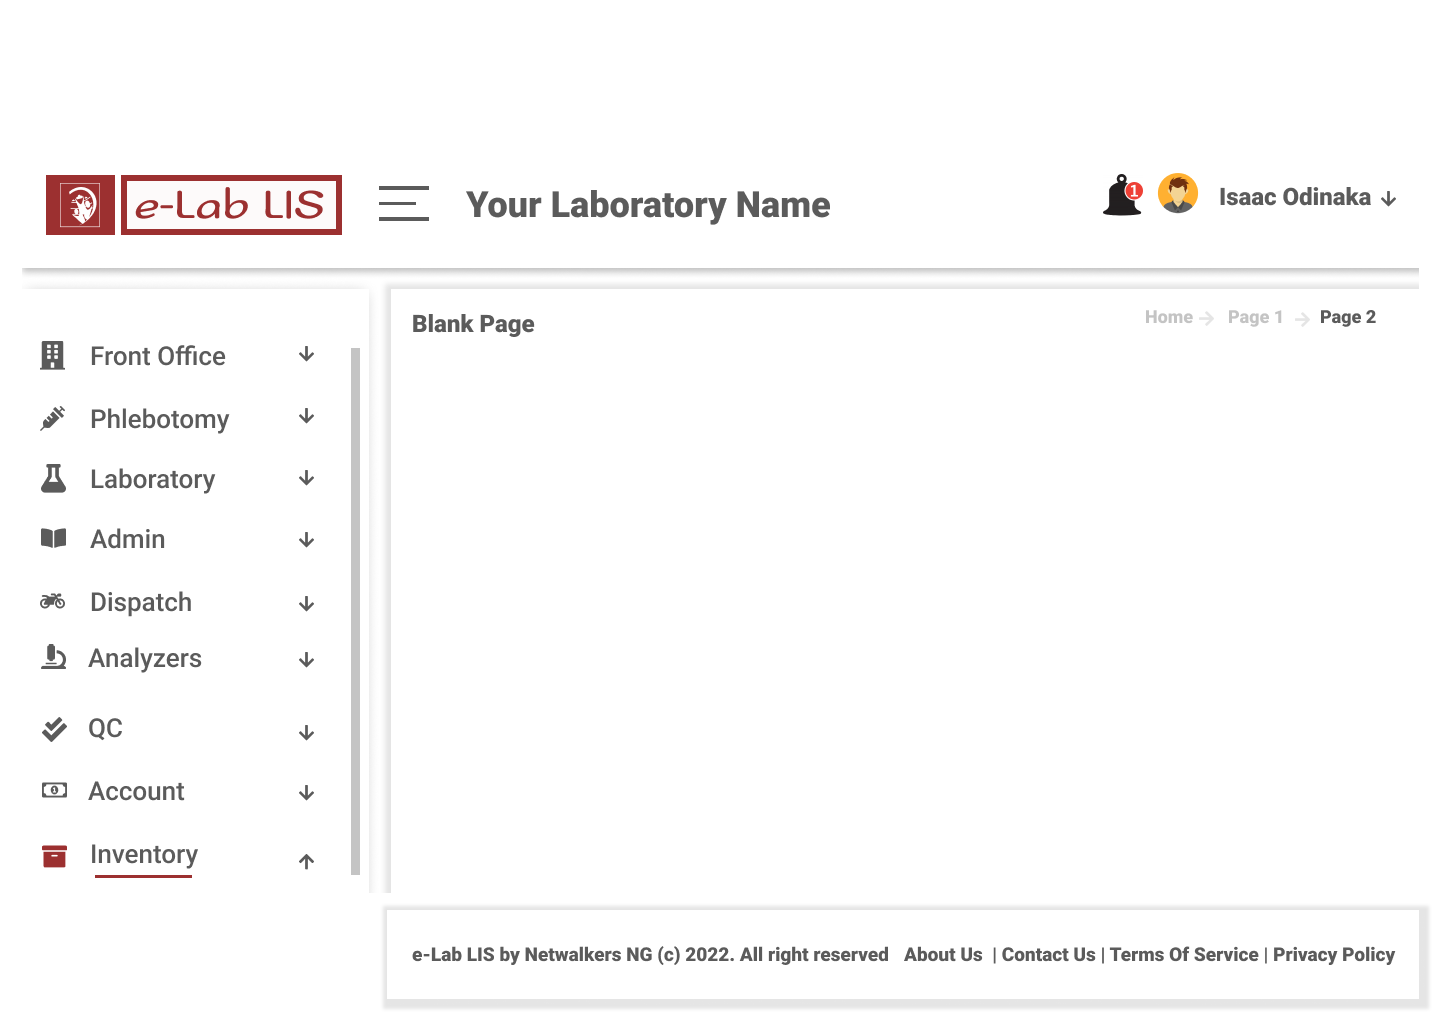 e-Lab LIS
Your Laboratory Name
1
Isaac Odinaka
Blank Page
Home Page 1 Page 2
Front Office
Phlebotomy
Laboratory
Admin
Dispatch
Analyzers
QC
Account
Inventory
e-Lab LIS by Netwalkers NG (c) 2022. All right reserved About Us | Contact Us | Terms Of Service | Privacy Policy